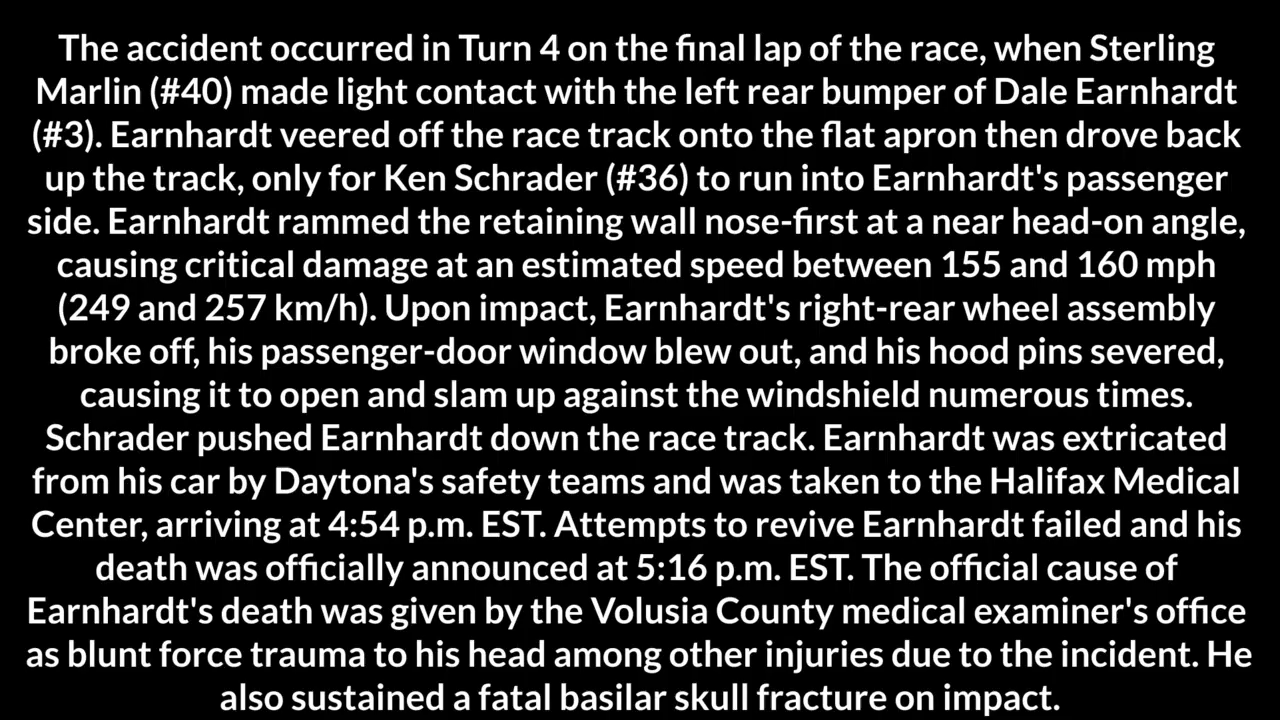 The accident occurred in Turn 4 on the final lap of the race, when Sterling
Marlin (#40) made light contact with the left rear bumper of Dale Earnhardt
(#3). Earnhardt veered off the race track onto the flat apron then drove back
up the track, only for Ken Schrader (#36) to run into Earnhardt's passenger
side. Earnhardt rammed the retaining wall nose-first at a near head-on angle,
causing critical damage at an estimated speed between 155 and 160 mph
(249 and 257 km/h). Upon impact, Earnhardt's right-rear wheel assembly
broke off, his passenger-door window blew out, and his hood pins severed,
causing it to open and slam up against the windshield numerous times.
Schrader pushed Earnhardt down the race track. Earnhardt was extricated
from his car by Daytona's safety teams and was taken to the Halifax Medical
Center, arriving at 4:54 p.m. EST. Attempts to revive Earnhardt failed and his
death was officially announced at 5:16 p.m. EST. The official cause of
Earnhardt's death was given by the Volusia County medical examiner's office
as blunt force trauma to his head among other injuries due to the incident. He
also sustained a fatal basilar skull fracture on impact.